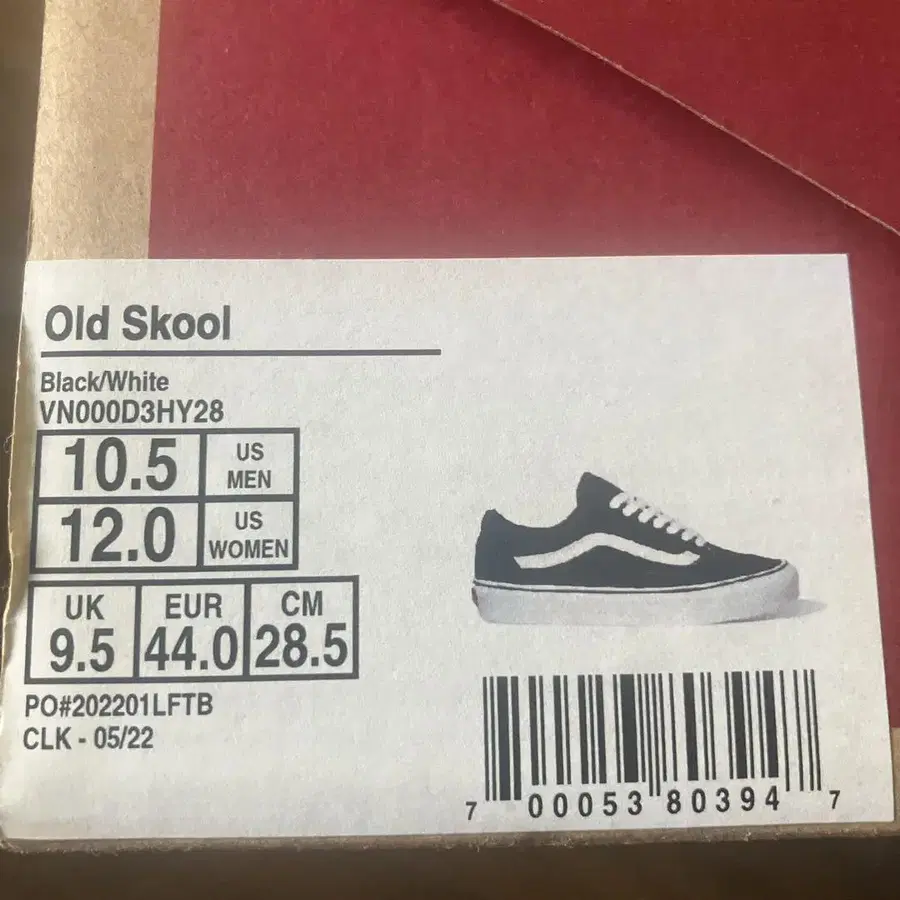 Old Skool
Black/White
VN000D3HY28
10.5 US MEN
12.0 US WOMEN
UK EUR CM
9.5 44.0 28.5
PO#202201LFTB
CLK - 05/22
7 00053 80394 7